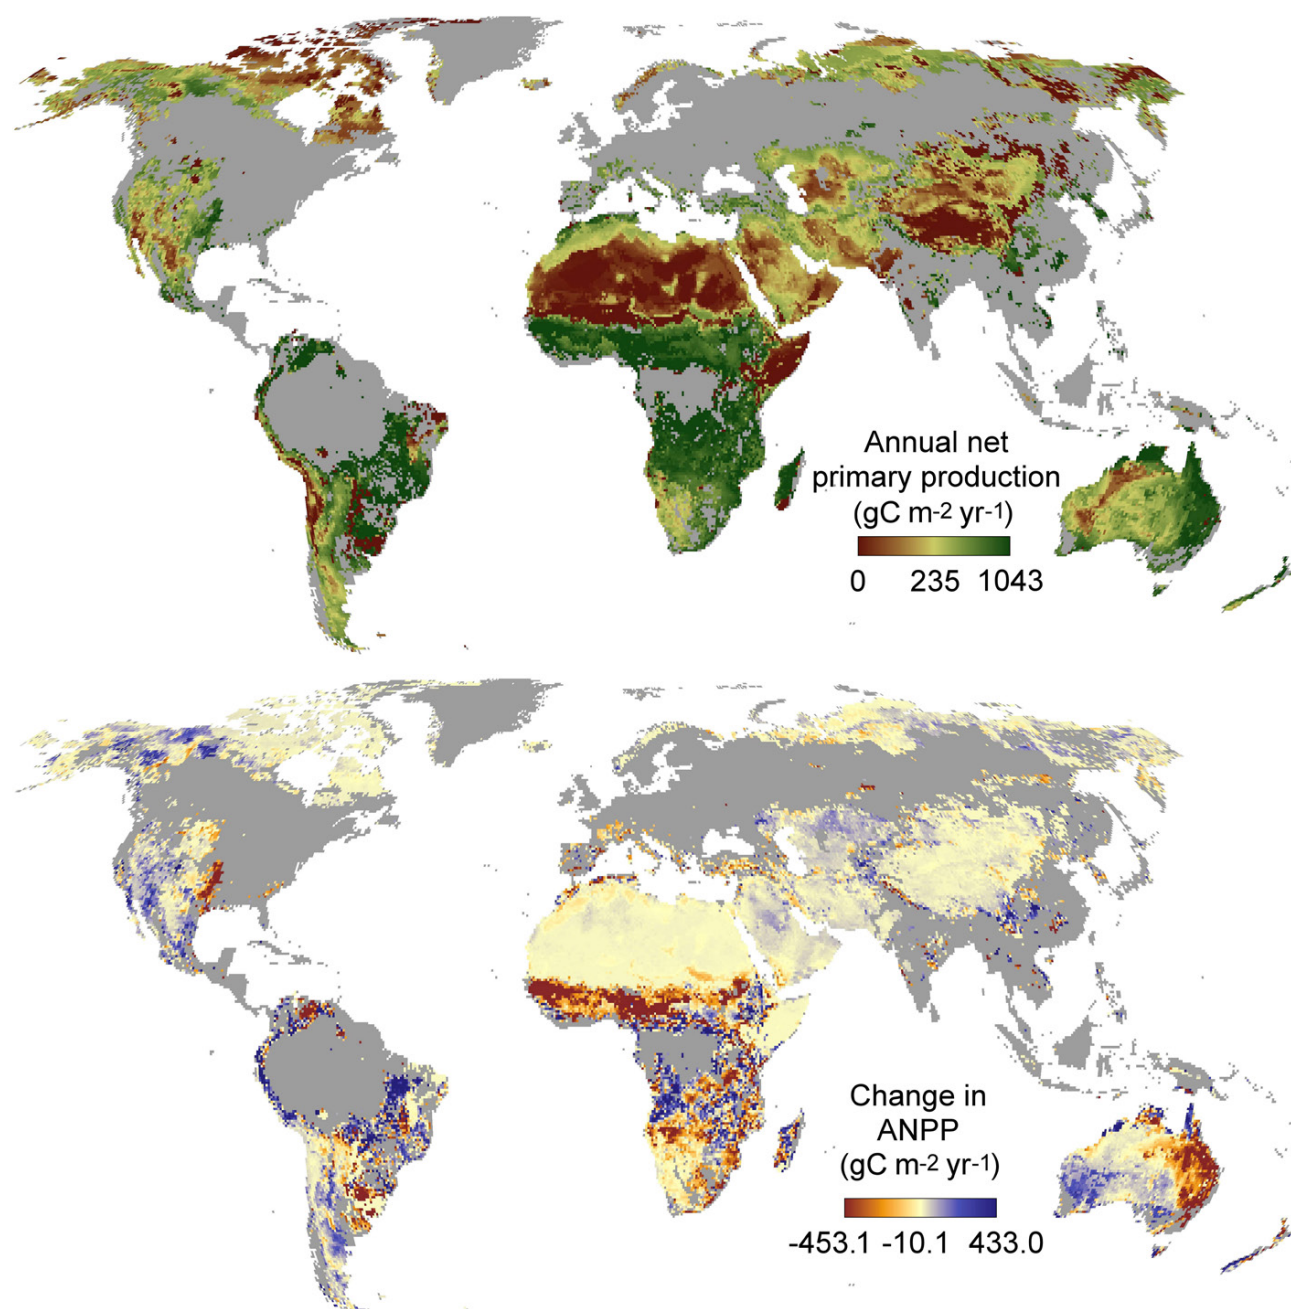 Annual net
primary production
(gC m-2 yr-1)
0 235 1043
Change in
ANPP
(gC m-2 yr-1)
-453.1 -10.1 433.0